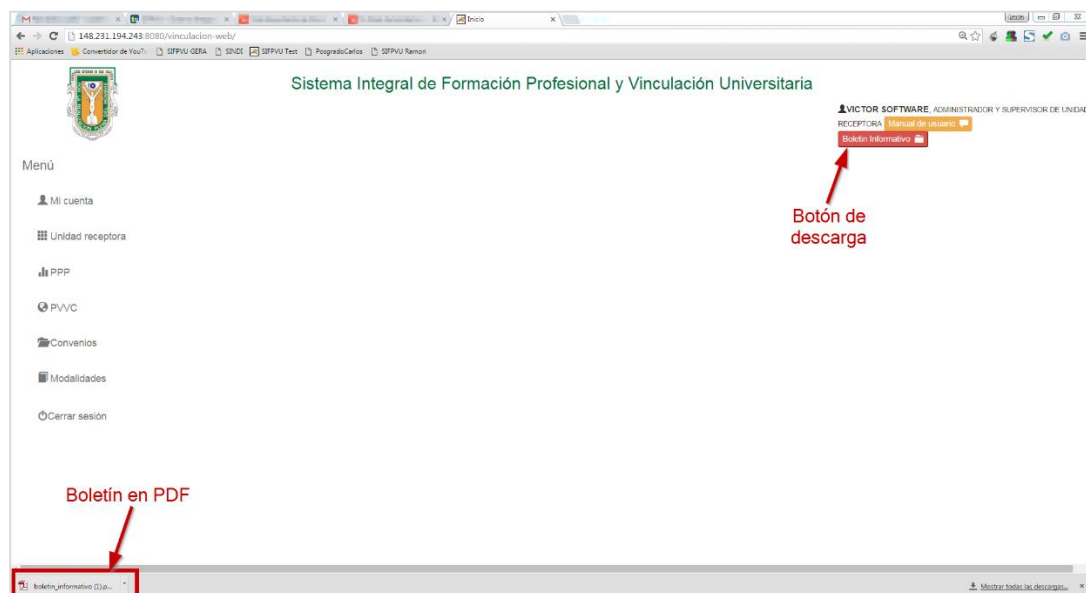 Inicio
148.231.194.243:8080/vinculacion-web/
Aplicaciones Convertidor de YouTu SIFPVU GERA SINDE SIFPVU Test PosgradoCarlos SIFPVU Ramon
Sistema Integral de Formación Profesional y Vinculación Universitaria
VICTOR SOFTWARE, ADMINISTRADOR Y SUPERVISOR DE UNIDAD
RECEPTORA Manual de usuario
Boletin Informativo
Menú
Mi cuenta
Botón de
descarga
Unidad receptora
PPP
PVVC
Convenios
Modalidades
Cerrar sesión
Boletín en PDF
boletin_informativo (1).p...
Mostrar todas las descargas...